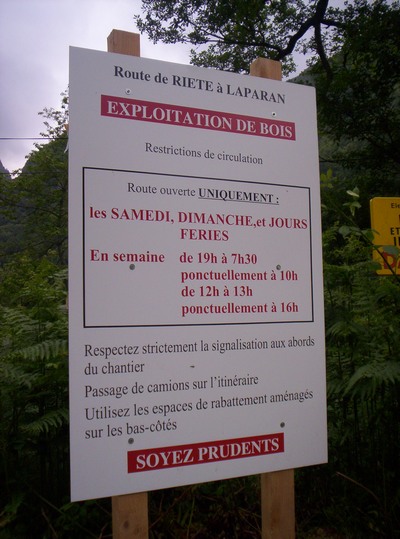 Route de RIETE à LAPARAN
EXPLOITATION DE BOIS
Restrictions de circulation
Route ouverte UNIQUEMENT :
les SAMEDI, DIMANCHE,et JOURS
FERIES
En semaine de 19h à 7h30
ponctuellement à 10h
de 12h à 13h
ponctuellement à 16h
Respectez strictement la signalisation aux abords
du chantier
Passage de camions sur l'itinéraire
Utilisez les espaces de rabattement aménagés
sur les bas-côtés
SOYEZ PRUDENTS